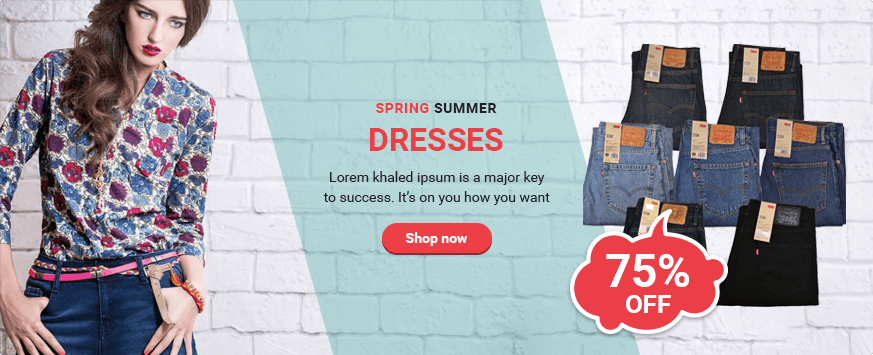 SPRING SUMMER
DRESSES
Lorem khaled ipsum is a major key
to success. It's on you how you want
Shop now
75%
OFF